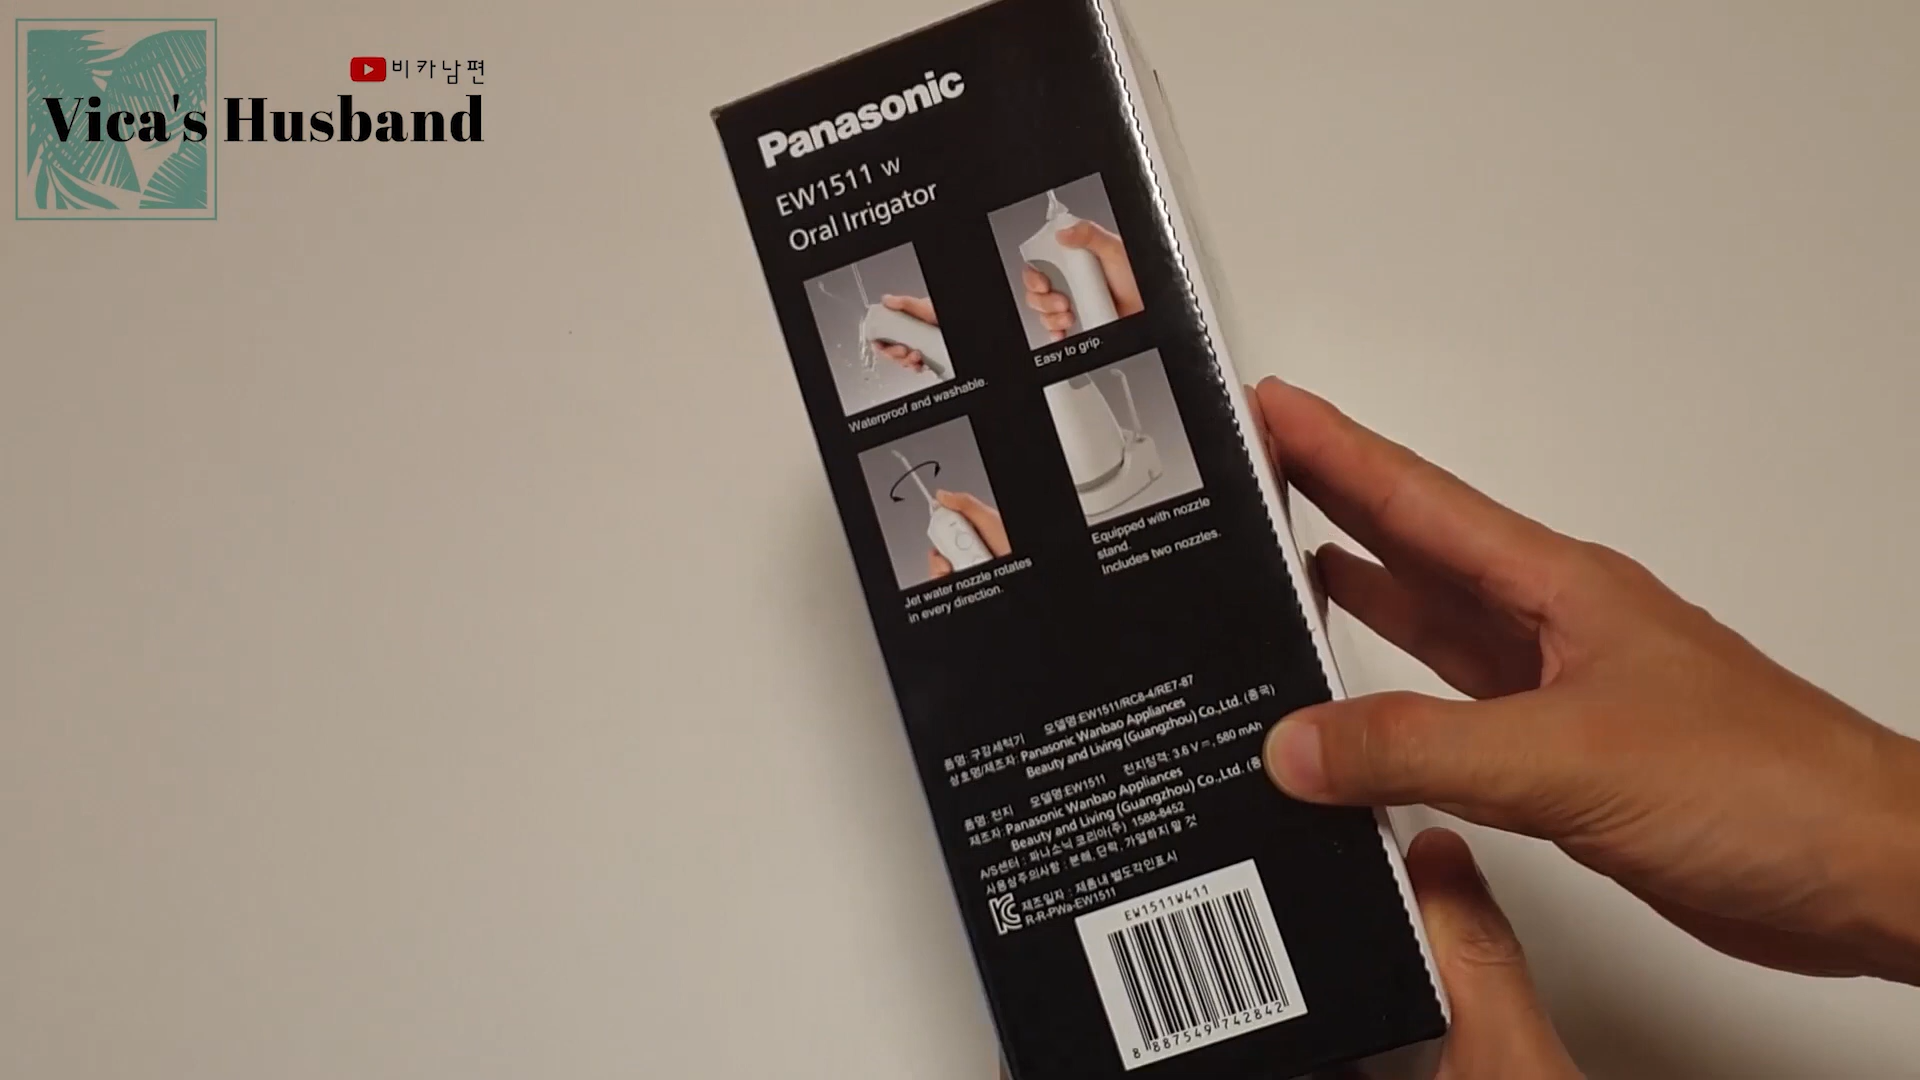 비카남편
Vica's Husband
Panasonic
EW1511 W
Oral Irrigator
Waterproof and washable.
Easy to grip.
Jet water nozzle rotates
in every direction.
Equipped with nozzle
stand.
Includes two nozzles.
품명: 구강세척기 모델명:EW1511/RC8-4/RE7-87
상호명/제조자: Panasonic Wanbao Appliances
Beauty and Living (Guangzhou) Co.,Ltd. (중국)
품명: 전지 모델명:EW1511 전지정격: 3.6 V ⎓, 580 mAh
제조자: Panasonic Wanbao Appliances
Beauty and Living (Guangzhou) Co.,Ltd. (중
A/S센터 : 파나소닉 코리아(주) 1588-8452
사용상주의사항 : 분해, 단락, 가열하지 말 것
제조일자 : 제품내 별도각인표시
R-R-PWa-EW1511
EW1511W411
8 887549 742842